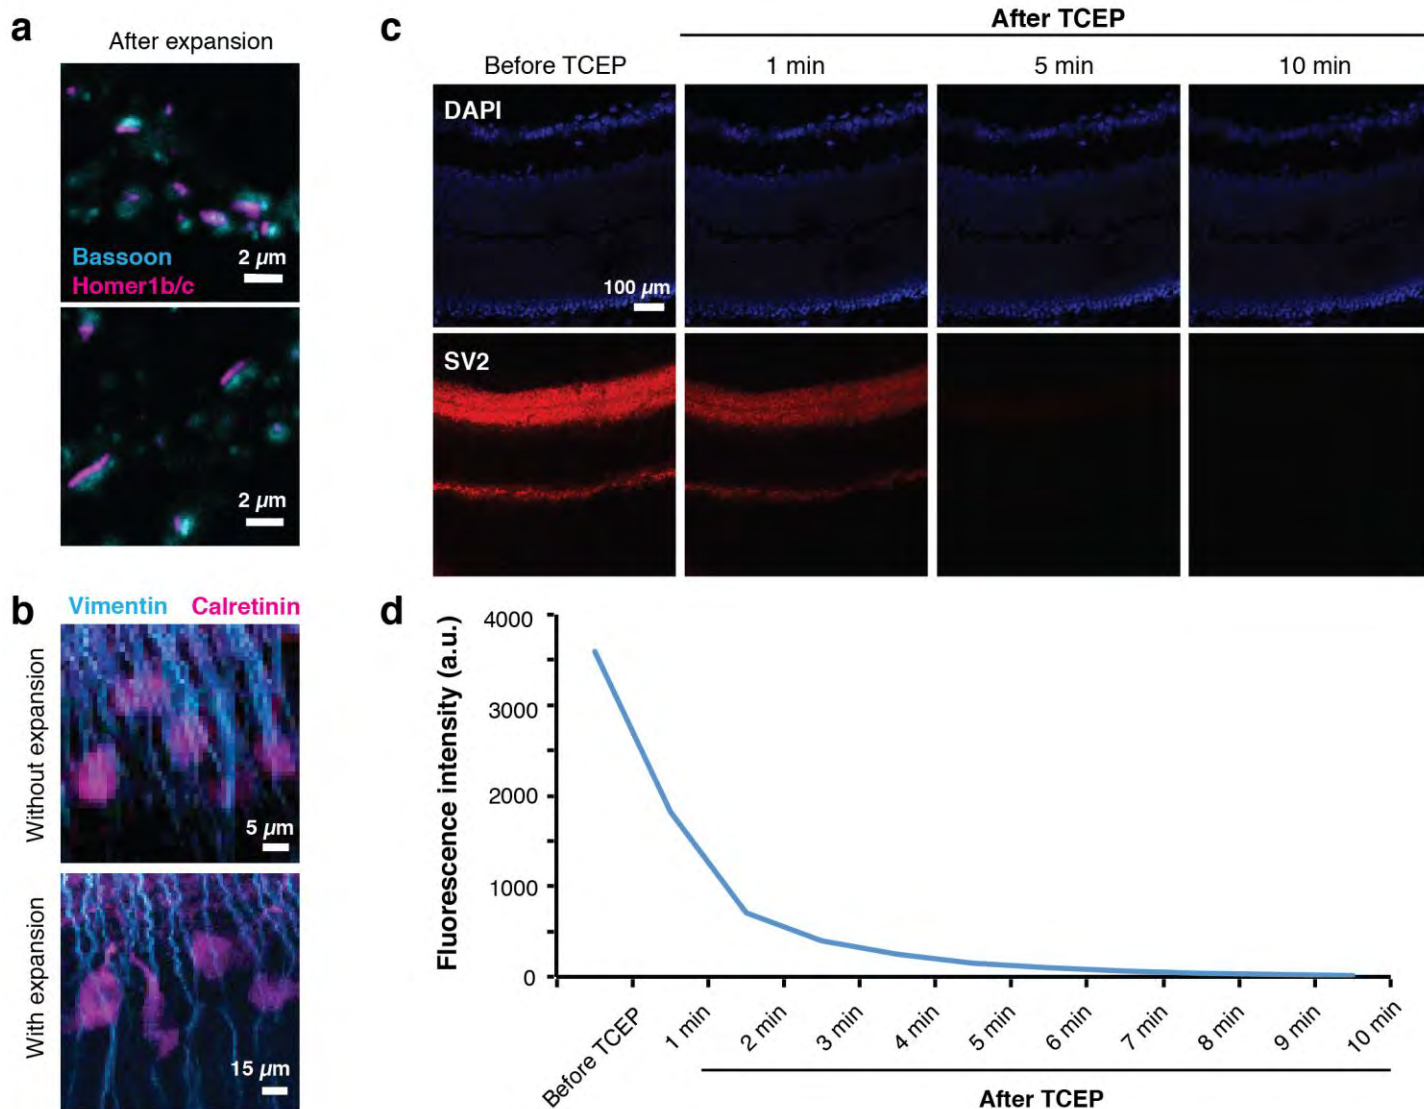 a
After expansion
Bassoon
Homer1b/c
2 µm
2 µm
b
Vimentin Calretinin
Without expansion
5 µm
With expansion
15 µm
c
After TCEP
Before TCEP 1 min 5 min 10 min
DAPI
100 µm
SV2
d
Fluorescence intensity (a.u.)
4000
3000
2000
1000
0
Before TCEP 1 min 2 min 3 min 4 min 5 min 6 min 7 min 8 min 9 min 10 min
After TCEP